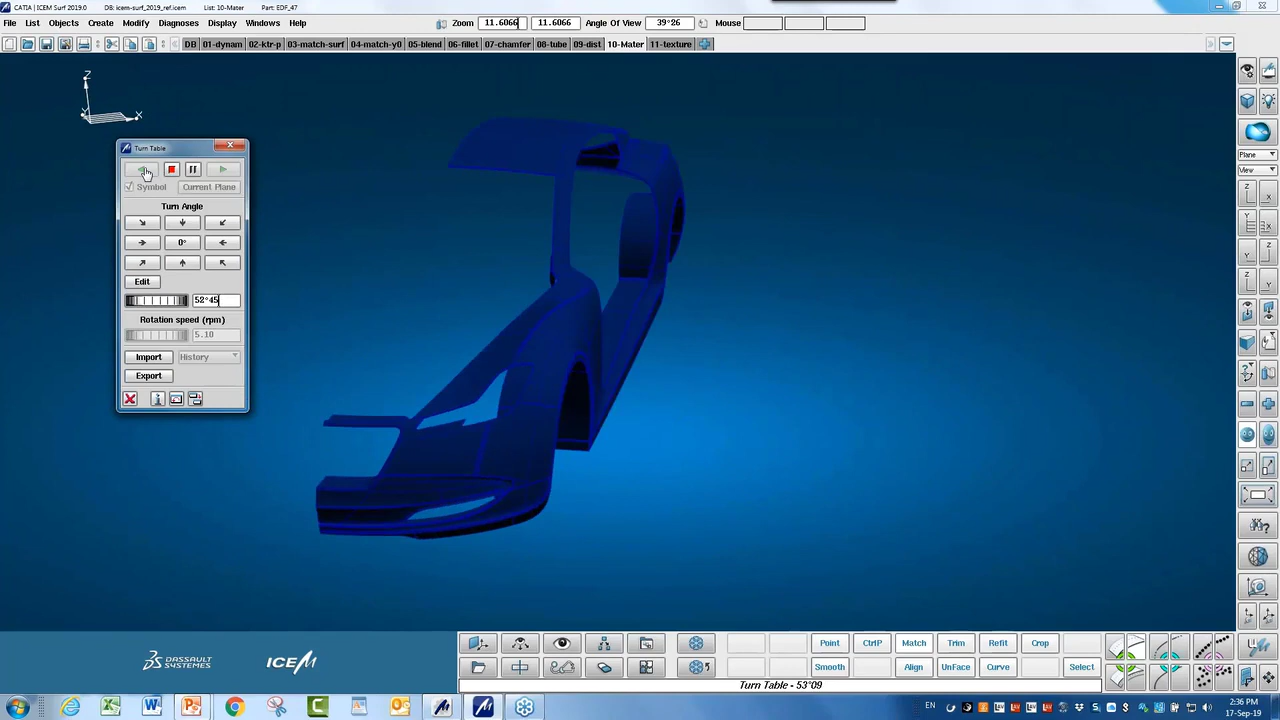 CATIA | ICEM Surf 2019.0 DB: icem-surf_2019_ref.icem List: 10-Mater Part: EDF_47
File List Objects Create Modify Diagnoses Display Windows Help Zoom 11.6066 11.6066 Angle Of View 39°26 Mouse
DB 01-dynam 02-ktr-p 03-match-surf 04-match-y0 05-blend 06-fillet 07-chamfer 08-tube 09-dist 10-Mater 11-texture
Z
X
Turn Table
Symbol Current Plane
Turn Angle
0°
Edit
52°45
Rotation speed (rpm)
5.10
Import History
Export
Plane
View
Z X
Y X
Y Z
Z Y
DASSAULT SYSTEMES ICEM
Point CtrlP Match Trim Refit Crop
Smooth Align UnFace Curve Select
Turn Table - 53°09
EN
2:36 PM
17-Sep-19